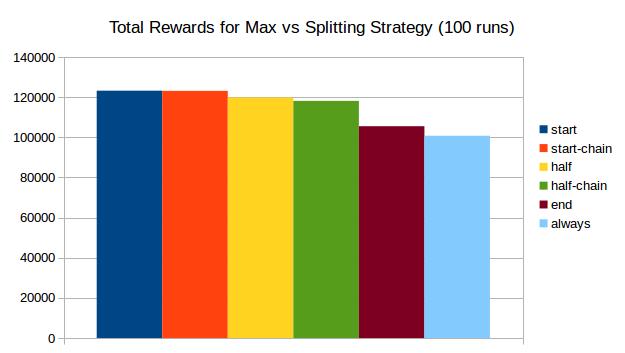 Total Rewards for Max vs Splitting Strategy (100 runs)
140000
120000
100000
80000
60000
40000
20000
0
start
start-chain
half
half-chain
end
always